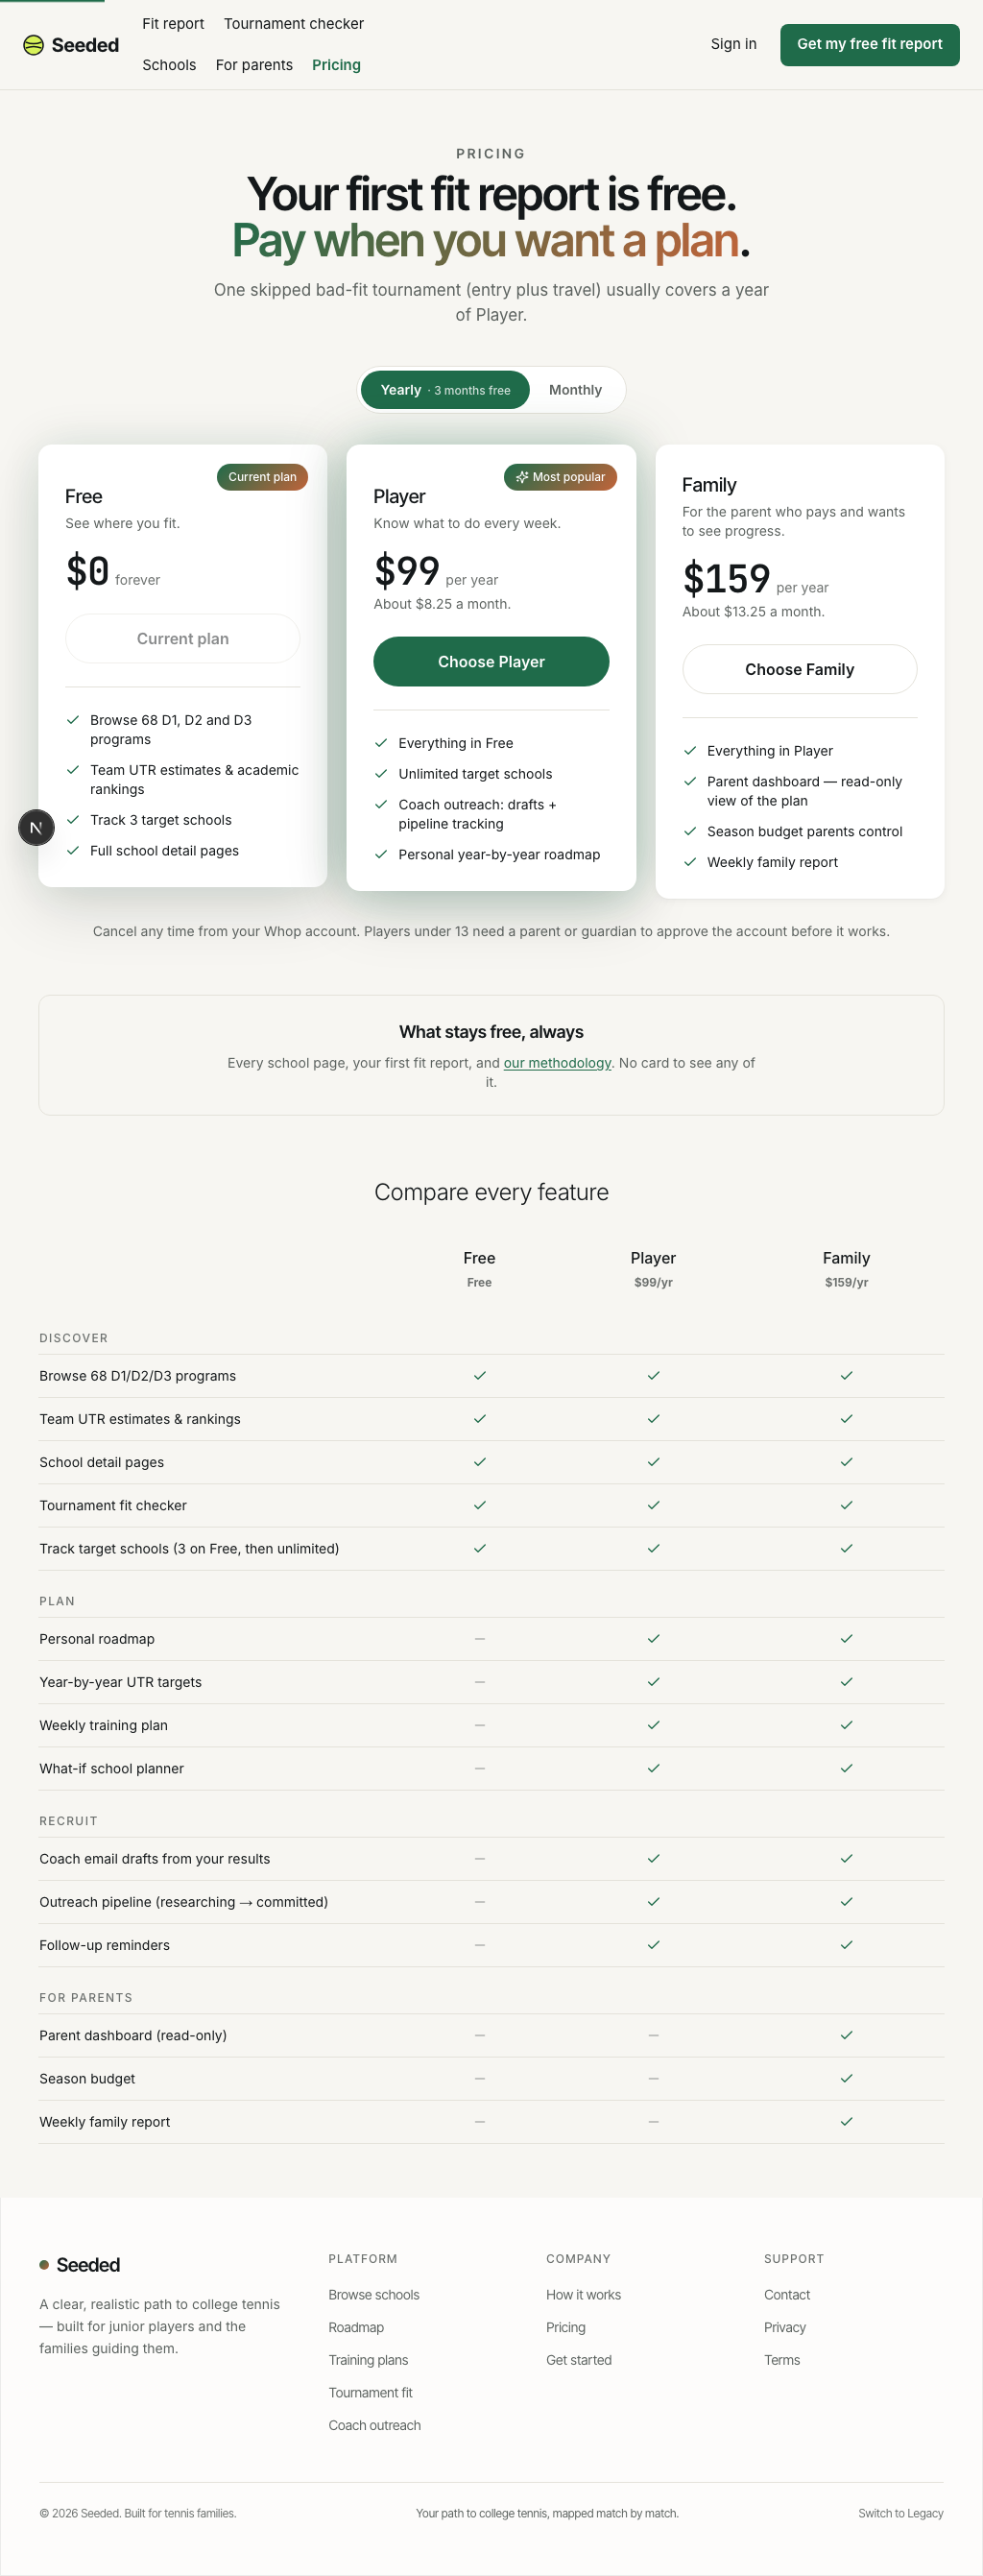 Seeded
Fit report
Tournament checker
Schools
For parents
Pricing
Sign in
Get my free fit report
PRICING
Your first fit report is free.
Pay when you want a plan.
One skipped bad-fit tournament (entry plus travel) usually covers a year
of Player.
Yearly · 3 months free
Monthly
Current plan
Free
See where you fit.
$0 forever
Current plan
Browse 68 D1, D2 and D3
programs
Team UTR estimates & academic
rankings
Track 3 target schools
Full school detail pages
Most popular
Player
Know what to do every week.
$99 per year
About $8.25 a month.
Choose Player
Everything in Free
Unlimited target schools
Coach outreach: drafts +
pipeline tracking
Personal year-by-year roadmap
Family
For the parent who pays and wants
to see progress.
$159 per year
About $13.25 a month.
Choose Family
Everything in Player
Parent dashboard — read-only
view of the plan
Season budget parents control
Weekly family report
N
Cancel any time from your Whop account. Players under 13 need a parent or guardian to approve the account before it works.
What stays free, always
Every school page, your first fit report, and our methodology. No card to see any of
it.
Compare every feature
Free Player Family
Free $99/yr $159/yr
DISCOVER
Browse 68 D1/D2/D3 programs
Team UTR estimates & rankings
School detail pages
Tournament fit checker
Track target schools (3 on Free, then unlimited)
PLAN
Personal roadmap
Year-by-year UTR targets
Weekly training plan
What-if school planner
RECRUIT
Coach email drafts from your results
Outreach pipeline (researching → committed)
Follow-up reminders
FOR PARENTS
Parent dashboard (read-only)
Season budget
Weekly family report
Seeded
A clear, realistic path to college tennis
— built for junior players and the
families guiding them.
PLATFORM
Browse schools
Roadmap
Training plans
Tournament fit
Coach outreach
COMPANY
How it works
Pricing
Get started
SUPPORT
Contact
Privacy
Terms
© 2026 Seeded. Built for tennis families.
Your path to college tennis, mapped match by match.
Switch to Legacy